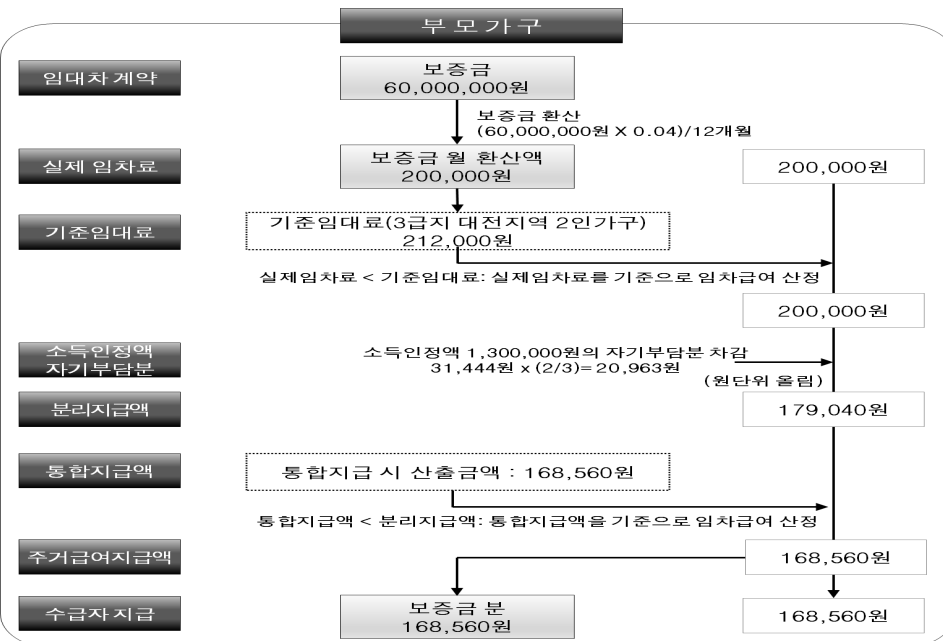 부모가구
임대차 계약
보증금
60,000,000원
보증금 환산
(60,000,000원 X 0.04)/12개월
실제 임차료
보증금 월 환산액
200,000원
200,000원
기준임대료
기준임대료(3급지 대전지역 2인가구)
212,000원
실제임차료 < 기준임대료: 실제임차료를 기준으로 임차급여 산정
200,000원
소득인정액
자기부담분
소득인정액 1,300,000원의 자기부담분 차감
31,444원 x (2/3)= 20,963원
(원단위 올림)
분리지급액
179,040원
통합지급액
통합지급 시 산출금액 : 168,560원
통합지급액 < 분리지급액: 통합지급액을 기준으로 임차급여 산정
주거급여지급액
168,560원
수급자 지급
보증금 분
168,560원
168,560원